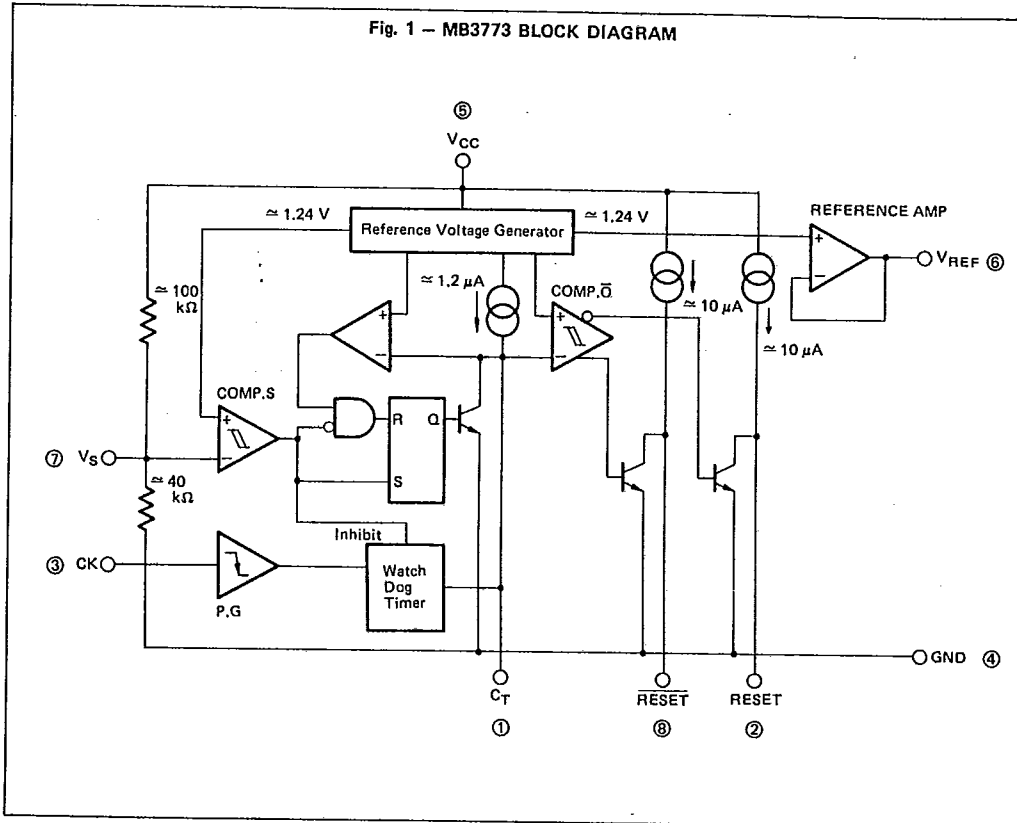 Fig. 1 – MB3773 BLOCK DIAGRAM
⑤
VCC
≃ 1.24 V
Reference Voltage Generator
≃ 1.24 V
REFERENCE AMP
+
−
VREF ⑥
≃ 100
kΩ
≃ 1.2 μA
COMP.Q̅
≃ 10 μA
≃ 10 μA
+
−
+
−
COMP.S
+
−
R
Q
S
⑦ VS
≃ 40
kΩ
Inhibit
③ CK
P.G
Watch
Dog
Timer
GND ④
CT
R̅E̅S̅E̅T̅
RESET
①
⑧
②